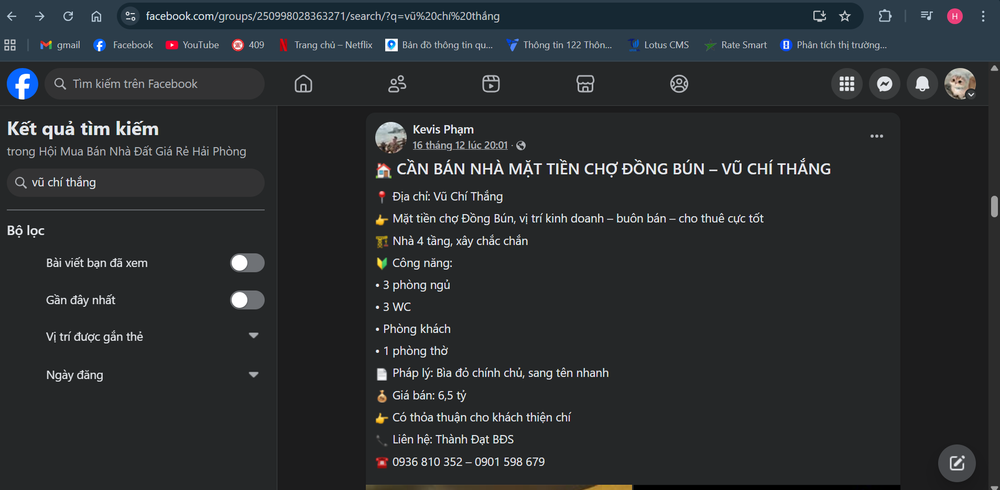 facebook.com/groups/250998028363271/search/?q=vũ%20chí%20thắng
H
gmail
Facebook
YouTube
409
Trang chủ – Netflix
Bản đồ thông tin qu...
Thông tin 122 Thôn...
Lotus CMS
Rate Smart
Phân tích thị trường...
Tìm kiếm trên Facebook
Kết quả tìm kiếm
trong Hội Mua Bán Nhà Đất Giá Rẻ Hải Phòng
vũ chí thắng
Bộ lọc
Bài viết bạn đã xem
Gần đây nhất
Vị trí được gắn thẻ
Ngày đăng
Kevis Phạm
16 tháng 12 lúc 20:01 ·
🏠 CẦN BÁN NHÀ MẶT TIỀN CHỢ ĐỒNG BÚN – VŨ CHÍ THẮNG
📍 Địa chỉ: Vũ Chí Thắng
👉 Mặt tiền chợ Đồng Bún, vị trí kinh doanh – buôn bán – cho thuê cực tốt
🏗 Nhà 4 tầng, xây chắc chắn
🔰 Công năng:
• 3 phòng ngủ
• 3 WC
• Phòng khách
• 1 phòng thờ
📄 Pháp lý: Bìa đỏ chính chủ, sang tên nhanh
💰 Giá bán: 6,5 tỷ
👉 Có thỏa thuận cho khách thiện chí
📞 Liên hệ: Thành Đạt BĐS
☎️ 0936 810 352 – 0901 598 679